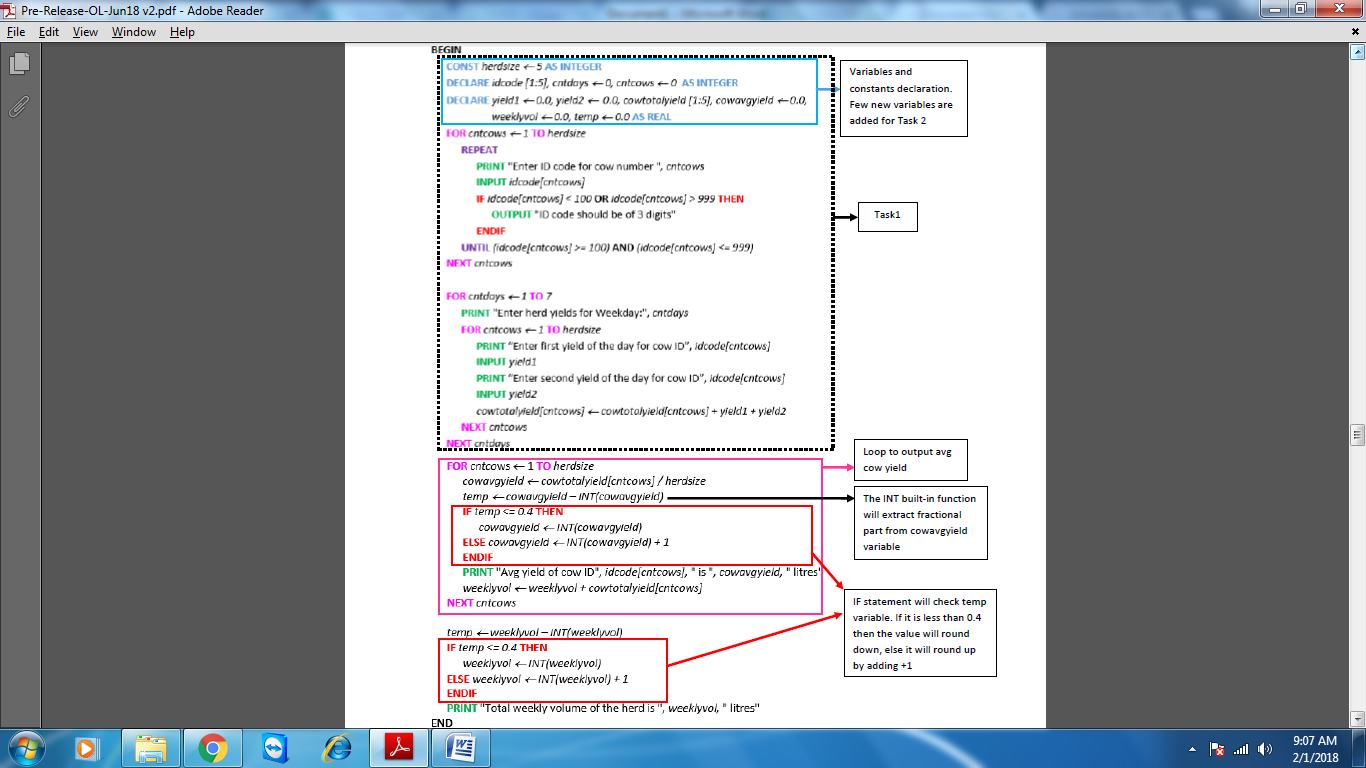 Pre-Release-OL-Jun18 v2.pdf - Adobe Reader
File Edit View Window Help
BEGIN
CONST herdsize ← 5 AS INTEGER
DECLARE idcode [1:5], cntdays ← 0, cntcows ← 0 AS INTEGER
DECLARE yield1 ← 0.0, yield2 ← 0.0, cowtotalyield [1:5], cowavgyield ← 0.0,
weeklyvol ← 0.0, temp ← 0.0 AS REAL
Variables and
constants declaration.
Few new variables are
added for Task 2
FOR cntcows ← 1 TO herdsize
REPEAT
PRINT "Enter ID code for cow number ", cntcows
INPUT idcode[cntcows]
IF idcode[cntcows] < 100 OR idcode[cntcows] > 999 THEN
OUTPUT "ID code should be of 3 digits"
ENDIF
UNTIL (idcode[cntcows] >= 100) AND (idcode[cntcows] <= 999)
NEXT cntcows
Task1
FOR cntdays ← 1 TO 7
PRINT "Enter herd yields for Weekday:", cntdays
FOR cntcows ← 1 TO herdsize
PRINT "Enter first yield of the day for cow ID", idcode[cntcows]
INPUT yield1
PRINT "Enter second yield of the day for cow ID", idcode[cntcows]
INPUT yield2
cowtotalyield[cntcows] ← cowtotalyield[cntcows] + yield1 + yield2
NEXT cntcows
NEXT cntdays
FOR cntcows ← 1 TO herdsize
cowavgyield ← cowtotalyield[cntcows] / herdsize
temp ← cowavgyield – INT(cowavgyield)
IF temp <= 0.4 THEN
cowavgyield ← INT(cowavgyield)
ELSE cowavgyield ← INT(cowavgyield) + 1
ENDIF
PRINT "Avg yield of cow ID", idcode[cntcows], " is ", cowavgyield, " litres"
weeklyvol ← weeklyvol + cowtotalyield[cntcows]
NEXT cntcows
Loop to output avg
cow yield
The INT built-in function
will extract fractional
part from cowavgyield
variable
IF statement will check temp
variable. If it is less than 0.4
then the value will round
down, else it will round up
by adding +1
temp ← weeklyvol – INT(weeklyvol)
IF temp <= 0.4 THEN
weeklyvol ← INT(weeklyvol)
ELSE weeklyvol ← INT(weeklyvol) + 1
ENDIF
PRINT "Total weekly volume of the herd is ", weeklyvol, " litres"
END
9:07 AM
2/1/2018